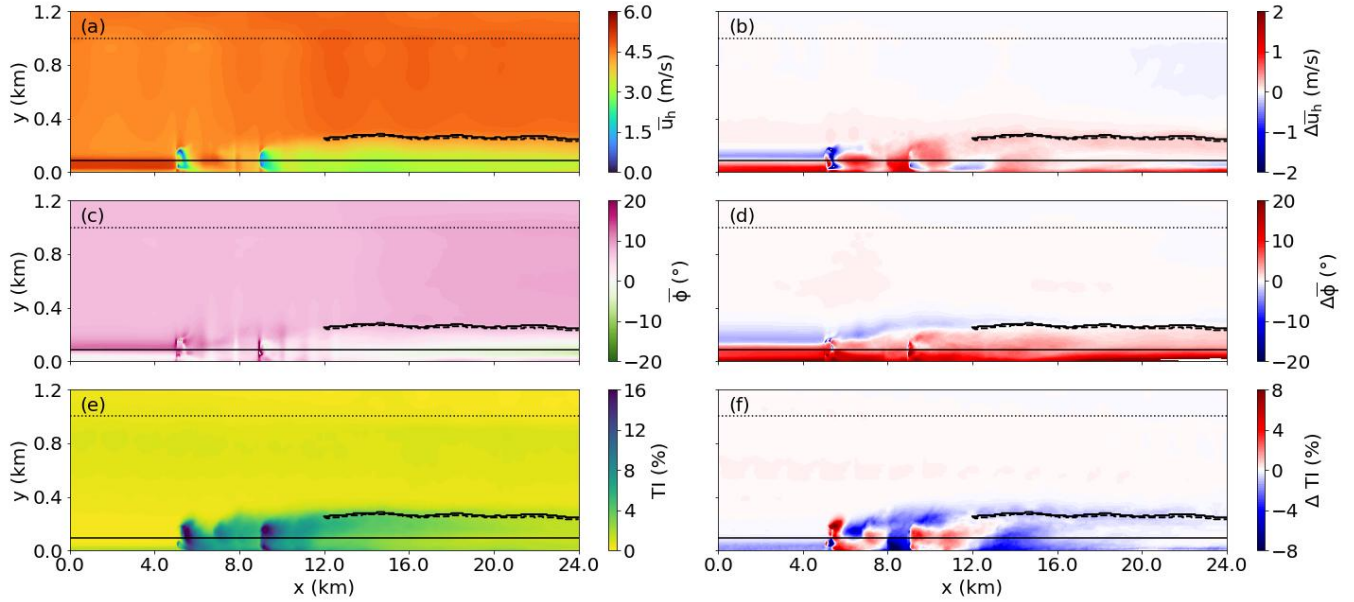 (a)
1.2
0.8
0.4
0.0
y (km)
6.0
4.5
3.0
1.5
0.0
u̅ₕ (m/s)
(b)
2
1
0
−1
−2
Δu̅ₕ (m/s)
(c)
1.2
0.8
0.4
0.0
y (km)
20
10
0
−10
−20
ϕ̅ (°)
(d)
20
10
0
−10
−20
Δϕ̅ (°)
(e)
1.2
0.8
0.4
0.0
y (km)
0.0 4.0 8.0 12.0 16.0 20.0 24.0
x (km)
16
12
8
4
0
TI (%)
(f)
0.0 4.0 8.0 12.0 16.0 20.0 24.0
x (km)
8
4
0
−4
−8
Δ TI (%)